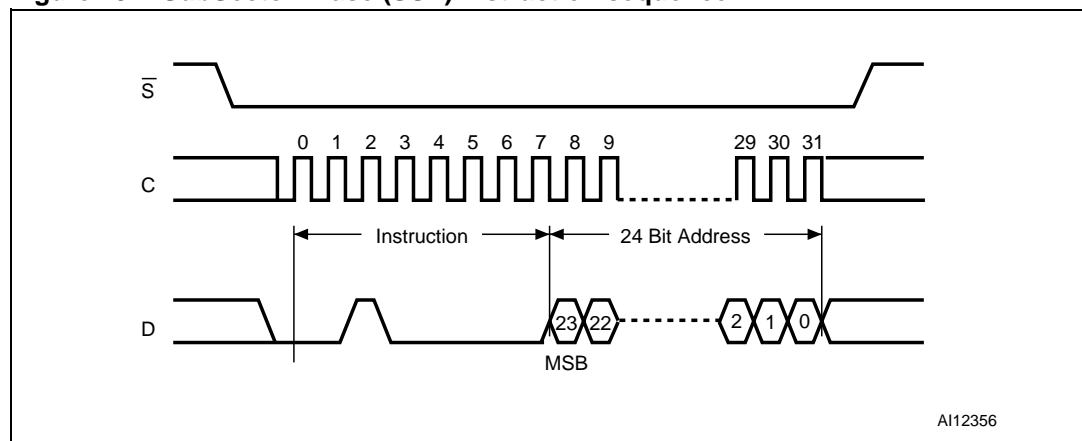 S
0 1 2 3 4 5 6 7 8 9 29 30 31
C
Instruction 24 Bit Address
D 23 22 2 1 0
MSB
AI12356